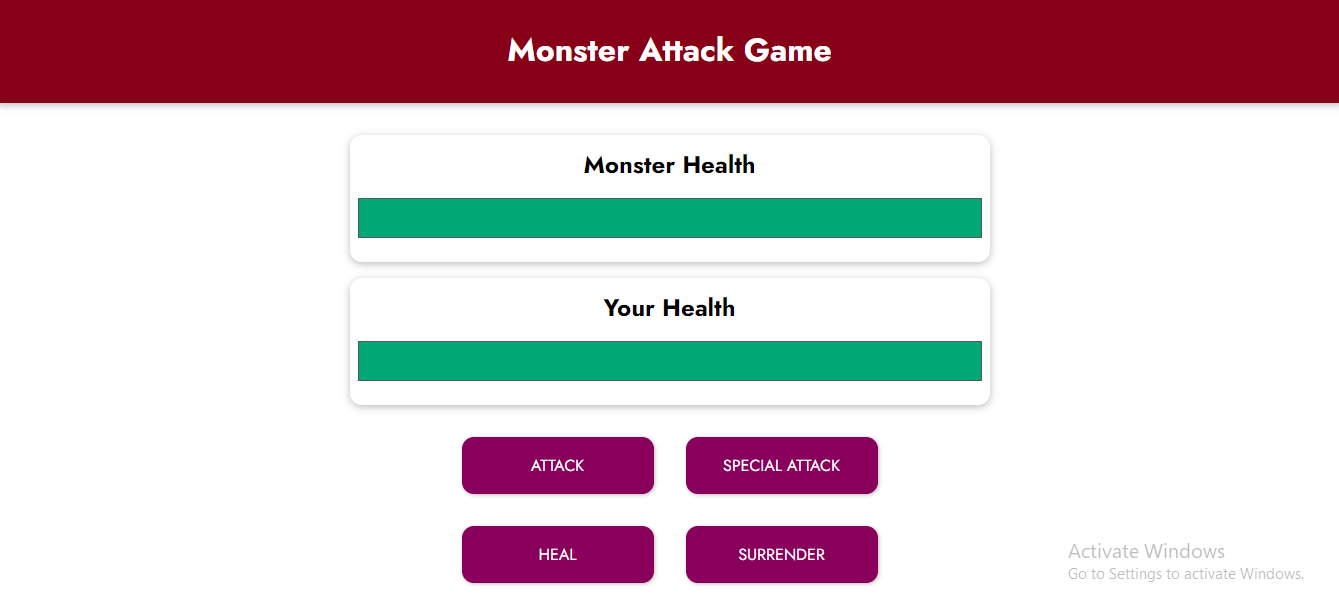 Monster Attack Game
Monster Health
Your Health
ATTACK
SPECIAL ATTACK
HEAL
SURRENDER
Activate Windows
Go to Settings to activate Windows.